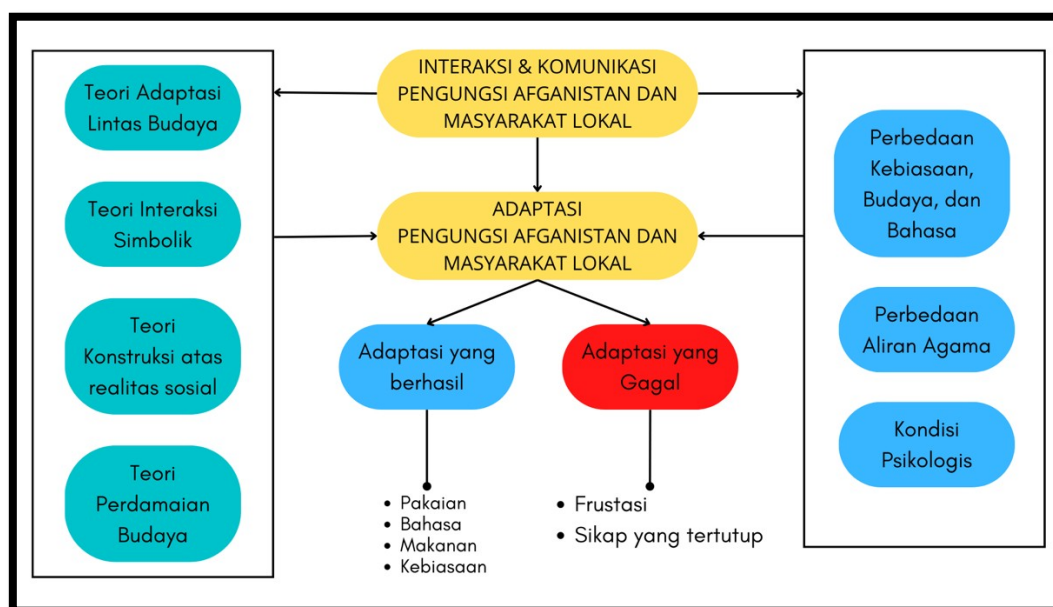 Teori Adaptasi
Lintas Budaya
Teori Interaksi
Simbolik
Teori
Konstruksi atas
realitas sosial
Teori
Perdamaian
Budaya
INTERAKSI & KOMUNIKASI
PENGUNGSI AFGANISTAN DAN
MASYARAKAT LOKAL
ADAPTASI
PENGUNGSI AFGANISTAN DAN
MASYARAKAT LOKAL
Adaptasi yang
berhasil
• Pakaian
• Bahasa
• Makanan
• Kebiasaan
Adaptasi yang
Gagal
• Frustasi
• Sikap yang tertutup
Perbedaan
Kebiasaan,
Budaya, dan
Bahasa
Perbedaan
Aliran Agama
Kondisi
Psikologis